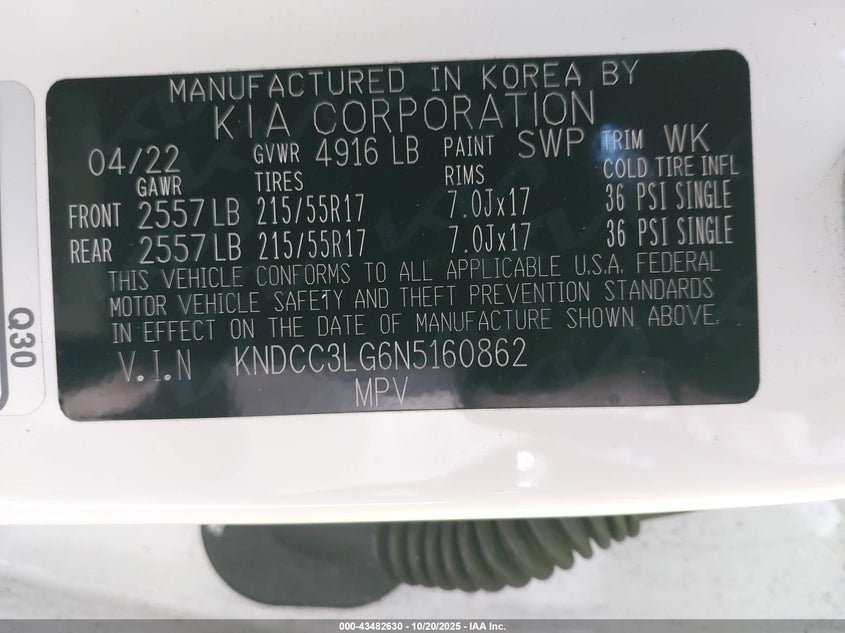 MANUFACTURED IN KOREA BY
KIA CORPORATION
04/22 GVWR 4916 LB PAINT SWP TRIM WK
GAWR TIRES RIMS COLD TIRE INFL
FRONT 2557 LB 215/55R17 7.0Jx17 36 PSI SINGLE
REAR 2557 LB 215/55R17 7.0Jx17 36 PSI SINGLE
THIS VEHICLE CONFORMS TO ALL APPLICABLE U.S.A. FEDERAL
MOTOR VEHICLE SAFETY AND THEFT PREVENTION STANDARDS
IN EFFECT ON THE DATE OF MANUFACTURE SHOWN ABOVE.
V.I.N KNDCC3LG6N5160862
MPV
Q30
000-43482630 - 10/20/2025 - IAA Inc.